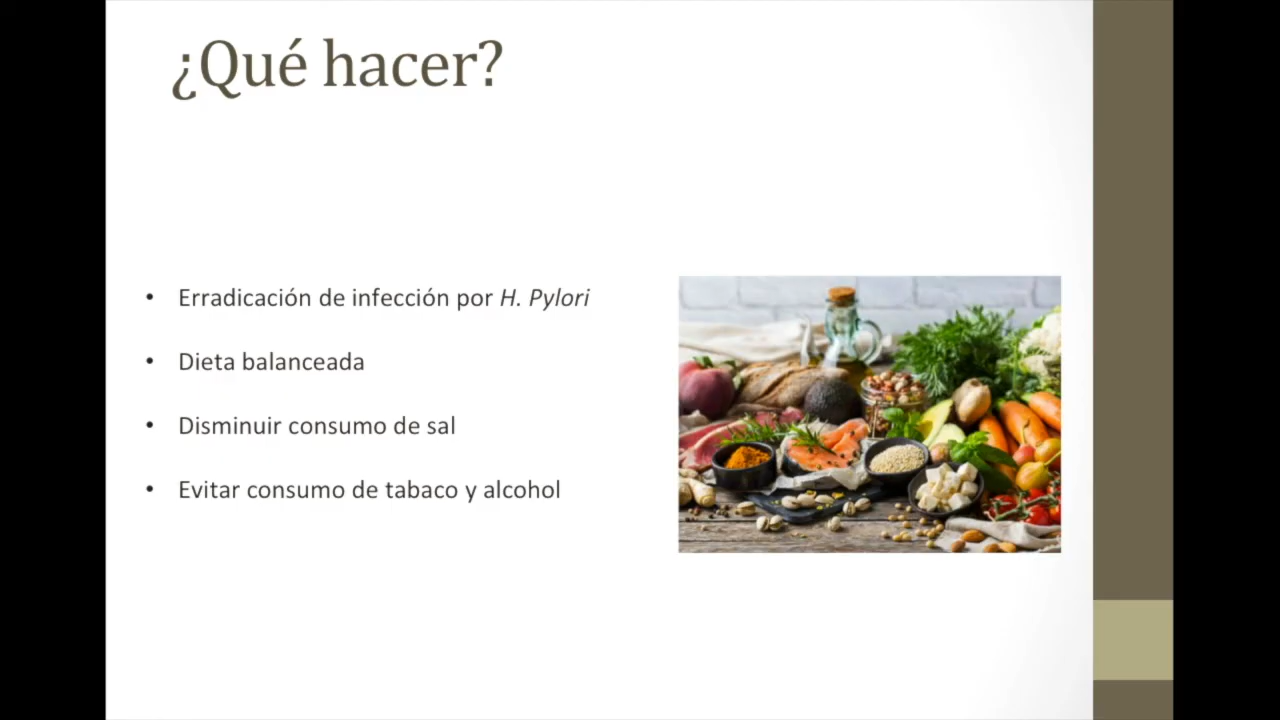 ¿Qué hacer?
• Erradicación de infección por H. Pylori
• Dieta balanceada
• Disminuir consumo de sal
• Evitar consumo de tabaco y alcohol